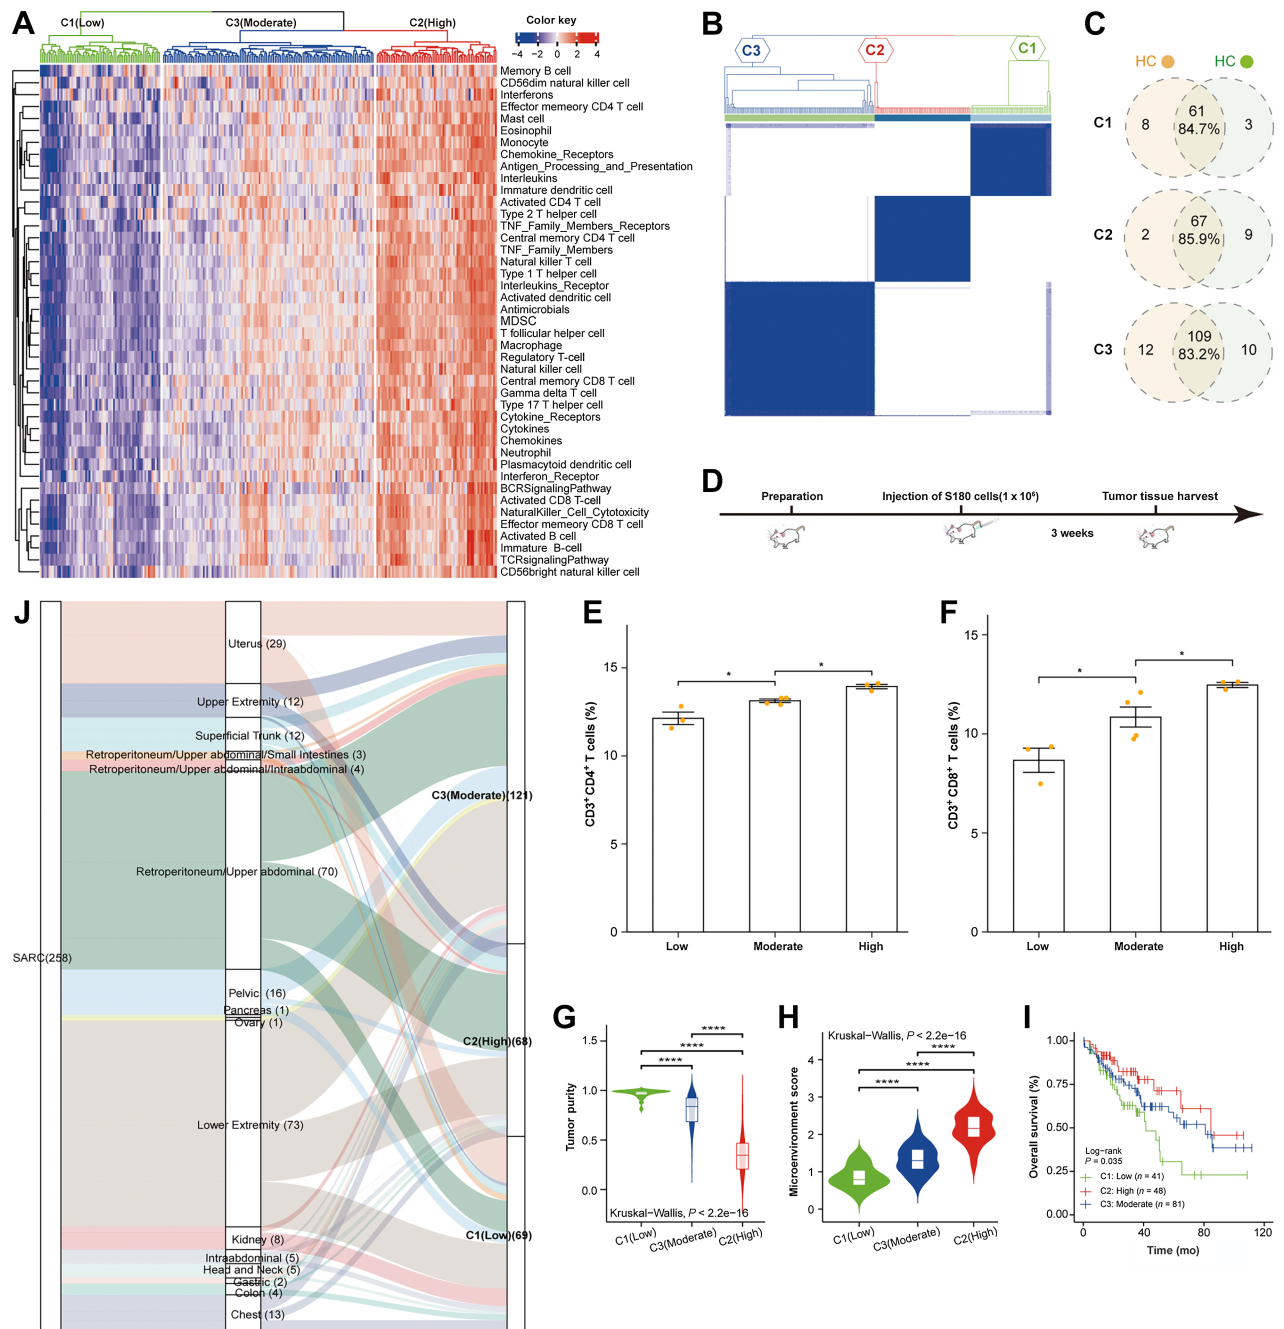 A
C1(Low)
C3(Moderate)
C2(High)
Color key
−4 −2 0 2 4
Memory B cell
CD56dim natural killer cell
Interferons
Effector memeory CD4 T cell
Mast cell
Eosinophil
Monocyte
Chemokine_Receptors
Antigen_Processing_and_Presentation
Interleukins
Immature dendritic cell
Activated CD4 T cell
Type 2 T helper cell
TNF_Family_Members_Receptors
Central memory CD4 T cell
TNF_Family_Members
Natural killer T cell
Type 1 T helper cell
Interleukins_Receptor
Activated dendritic cell
Antimicrobials
MDSC
T follicular helper cell
Macrophage
Regulatory T-cell
Natural killer cell
Central memory CD8 T cell
Gamma delta T cell
Type 17 T helper cell
Cytokine_Receptors
Cytokines
Chemokines
Neutrophil
Plasmacytoid dendritic cell
Interferon_Receptor
BCRSignalingPathway
Activated CD8 T-cell
NaturalKiller_Cell_Cytotoxicity
Effector memeory CD8 T cell
Activated B cell
Immature B-cell
TCRsignalingPathway
CD56bright natural killer cell
B
C3
C2
C1
C
HC
HC
C1
8
61
84.7%
3
C2
2
67
85.9%
9
C3
12
109
83.2%
10
D
Preparation
Injection of S180 cells(1 x 10⁶)
Tumor tissue harvest
3 weeks
J
SARC(258)
Uterus (29)
Upper Extremity (12)
Superficial Trunk (12)
Retroperitoneum/Upper abdominal/Small Intestines (3)
Retroperitoneum/Upper abdominal/Intraabdominal (4)
Retroperitoneum/Upper abdominal (70)
Pelvic (16)
Pancreas (1)
Ovary (1)
Lower Extremity (73)
Kidney (8)
Intraabdominal (5)
Head and Neck (5)
Gastric (2)
Colon (4)
Chest (13)
C3(Moderate)(121)
C2(High)(68)
C1(Low)(69)
E
CD3⁺ CD4⁺ T cells (%)
15
10
5
0
*
*
Low
Moderate
High
F
CD3⁺ CD8⁺ T cells (%)
15
10
5
0
*
*
Low
Moderate
High
G
Tumor purity
1.5
1.0
0.5
0.0
****
****
****
Kruskal−Wallis, P < 2.2e−16
C1(Low)
C3(Moderate)
C2(High)
H
Kruskal−Wallis, P < 2.2e−16
Microenvironment score
4
3
2
1
0
****
****
****
C1(Low)
C3(Moderate)
C2(High)
I
Overall survival (%)
1.00
0.75
0.50
0.25
0.00
Log−rank
P = 0.035
C1: Low (n = 41)
C2: High (n = 48)
C3: Moderate (n = 81)
0 40 80 120
Time (mo)